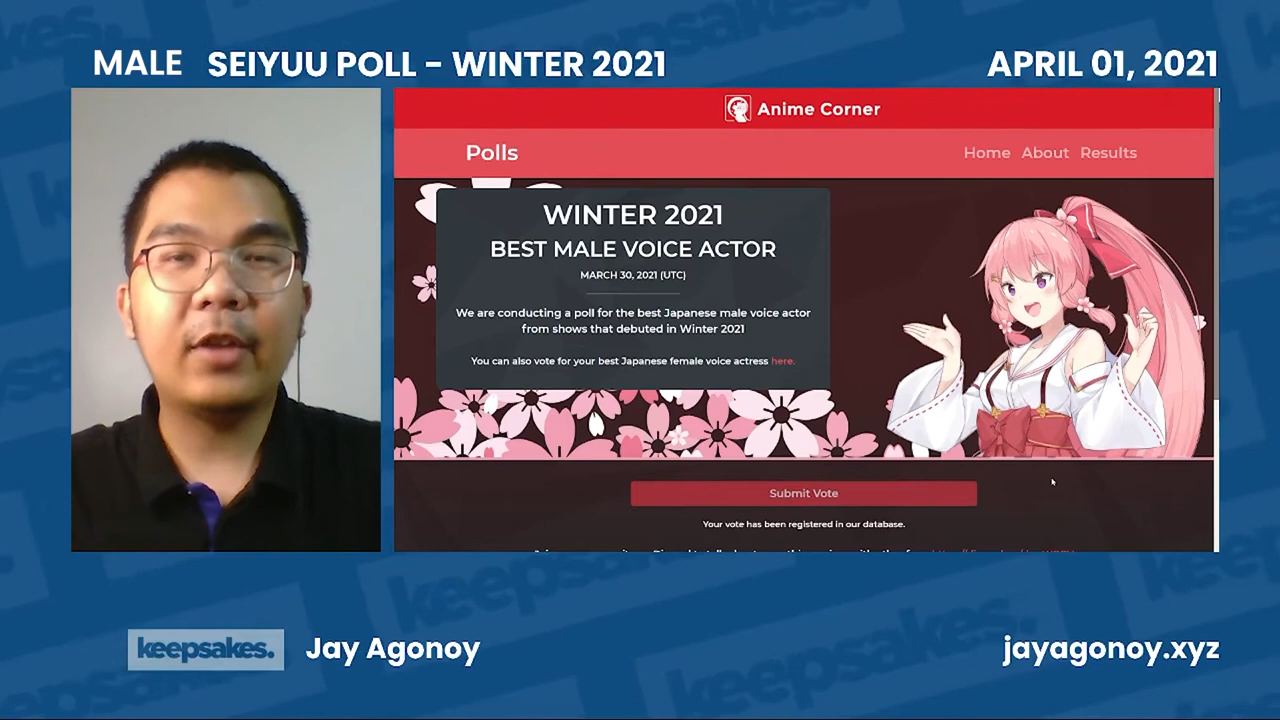 MALE SEIYUU POLL – WINTER 2021
APRIL 01, 2021
Anime Corner
Polls
Home About Results
WINTER 2021
BEST MALE VOICE ACTOR
MARCH 30, 2021 (UTC)
We are conducting a poll for the best Japanese male voice actor
from shows that debuted in Winter 2021
You can also vote for your best Japanese female voice actress here.
Submit Vote
Your vote has been registered in our database.
keepsakes.
Jay Agonoy
jayagonoy.xyz